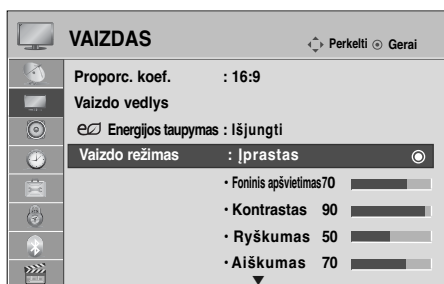 VAIZDAS Perkelti Gerai
Proporc. koef. : 16:9
Vaizdo vedlys
Energijos taupymas : Išjungti
Vaizdo režimas : Įprastas
• Foninis apšvietimas 70
• Kontrastas 90
• Ryškumas 50
• Aiškumas 70